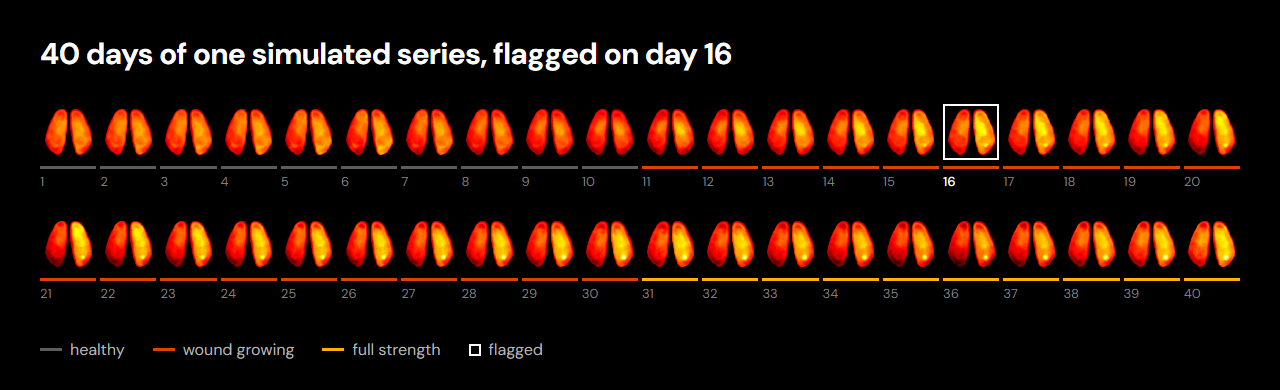 40 days of one simulated series, flagged on day 16
1 2 3 4 5 6 7 8 9 10 11 12 13 14 15 16 17 18 19 20
21 22 23 24 25 26 27 28 29 30 31 32 33 34 35 36 37 38 39 40
healthy wound growing full strength flagged